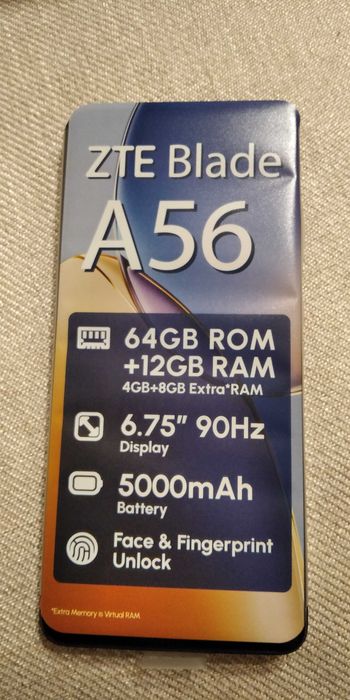 ZTE Blade
A56
64GB ROM
+12GB RAM
4GB+8GB Extra*RAM
6.75” 90Hz
Display
5000mAh
Battery
Face & Fingerprint
Unlock
*Extra Memory is Virtual RAM